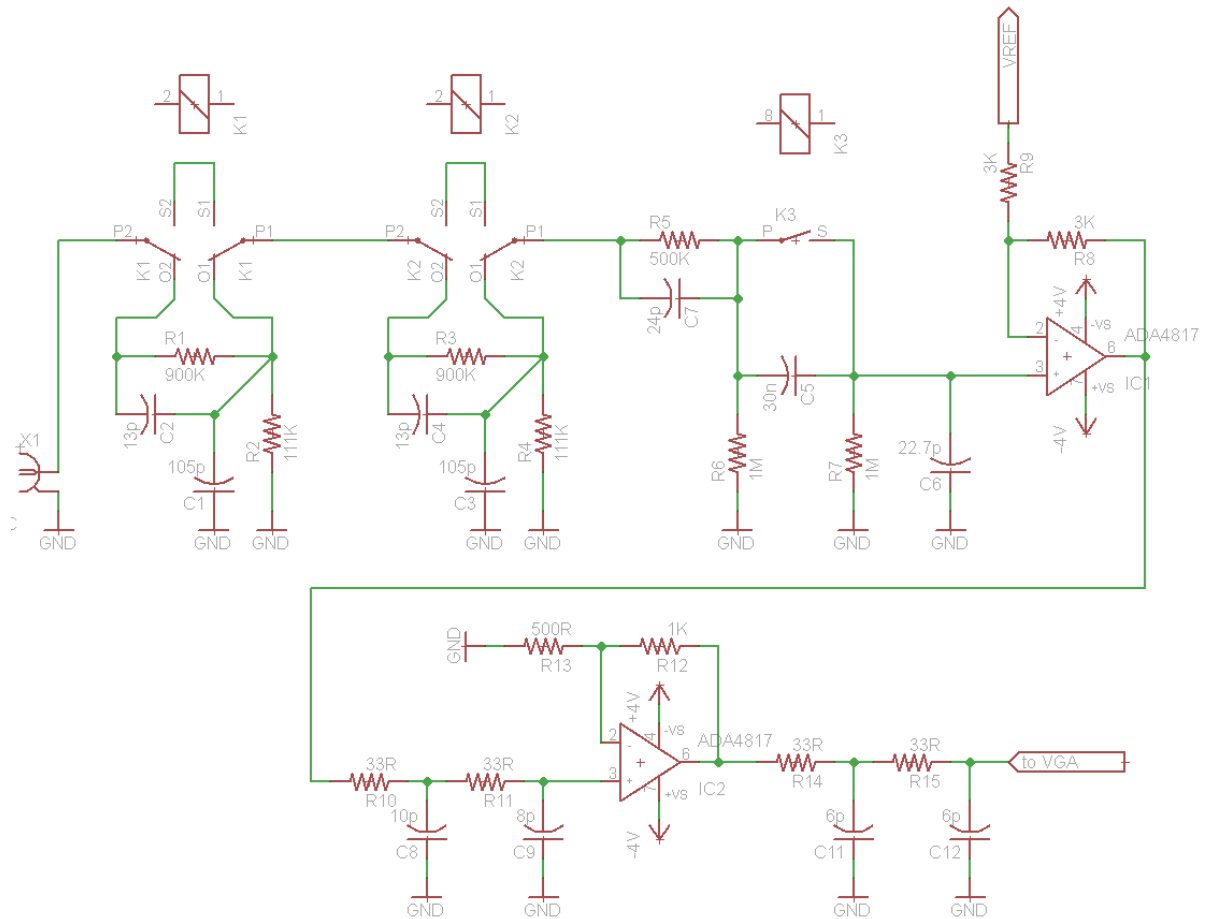 VREF
2 1
K1
2 1
K2
8 1
K3
3K
R9
S2 S1
S2 S1
P2 P1
P2 P1
R5
K3
P S
3K
K1 O2 O1 K1
K2 O2 O1 K2
500K
R8
24p C7
+4V
-VS
ADA4817
R1
900K
R3
900K
2
-
4
6
3
+
7
+VS
IC1
30n C5
-4V
13p C2
13p C4
X1
105p
R2 111K
105p
R4 111K
R6 1M
R7 1M
22.7p
C6
C1
C3
GND
GND
GND
GND
GND
GND
GND
GND
C
GND
500R
R13
1K
R12
+4V
-VS
ADA4817
2
-
4
6
3
+
7
+VS
IC2
-4V
33R
R10
33R
R11
33R
R14
33R
R15
to VGA
10p
C8
8p
C9
6p
C11
6p
C12
GND
GND
GND
GND